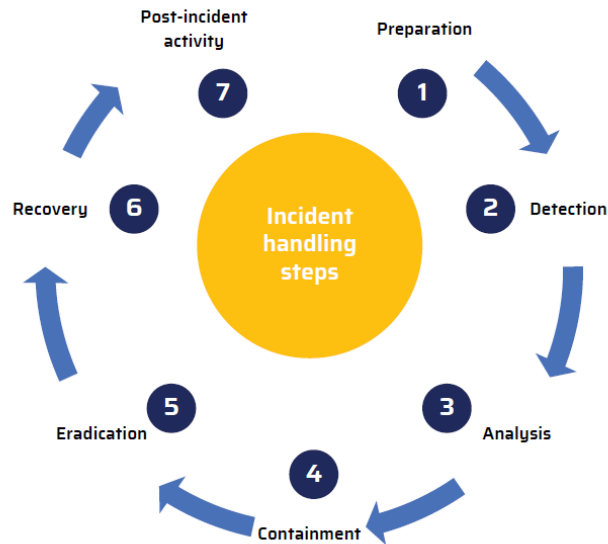 Incident
handling
steps
1
Preparation
2
Detection
3
Analysis
4
Containment
5
Eradication
6
Recovery
7
Post-incident
activity